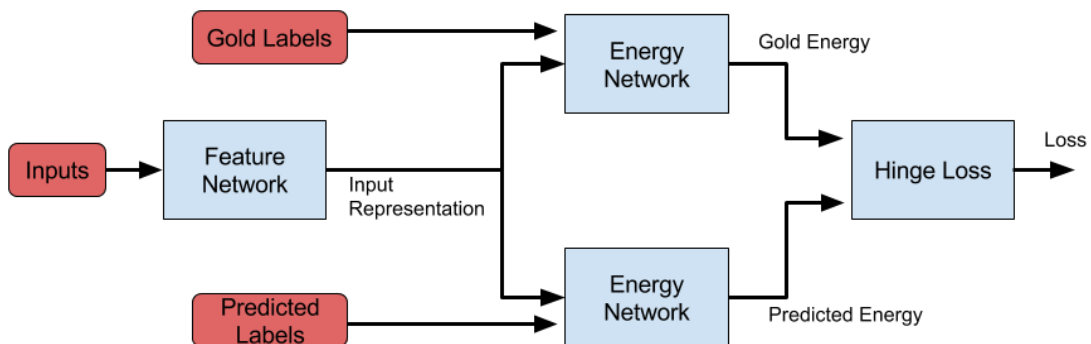 Gold Labels
Energy
Network
Gold Energy
Inputs
Feature
Network
Input
Representation
Hinge Loss
Loss
Predicted
Labels
Energy
Network
Predicted Energy